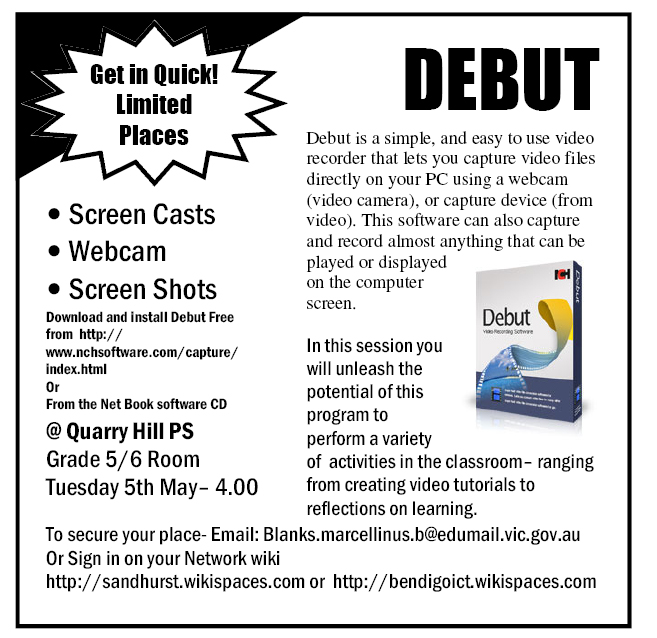 Get in Quick!
Limited
Places
DEBUT
Debut is a simple, and easy to use video
recorder that lets you capture video files
directly on your PC using a webcam
(video camera), or capture device (from
video). This software can also capture
and record almost anything that can be
played or displayed
on the computer
screen.
• Screen Casts
• Webcam
• Screen Shots
Download and install Debut Free
from http://
www.nchsoftware.com/capture/
index.html
Or
From the Net Book software CD
@ Quarry Hill PS
Grade 5/6 Room
Tuesday 5th May– 4.00
NCH
Debut
Video Recording Software
Debut
In this session you
will unleash the
potential of this
program to
perform a variety
of activities in the classroom– ranging
from creating video tutorials to
reflections on learning.
To secure your place- Email: Blanks.marcellinus.b@edumail.vic.gov.au
Or Sign in on your Network wiki
http://sandhurst.wikispaces.com or http://bendigoict.wikispaces.com